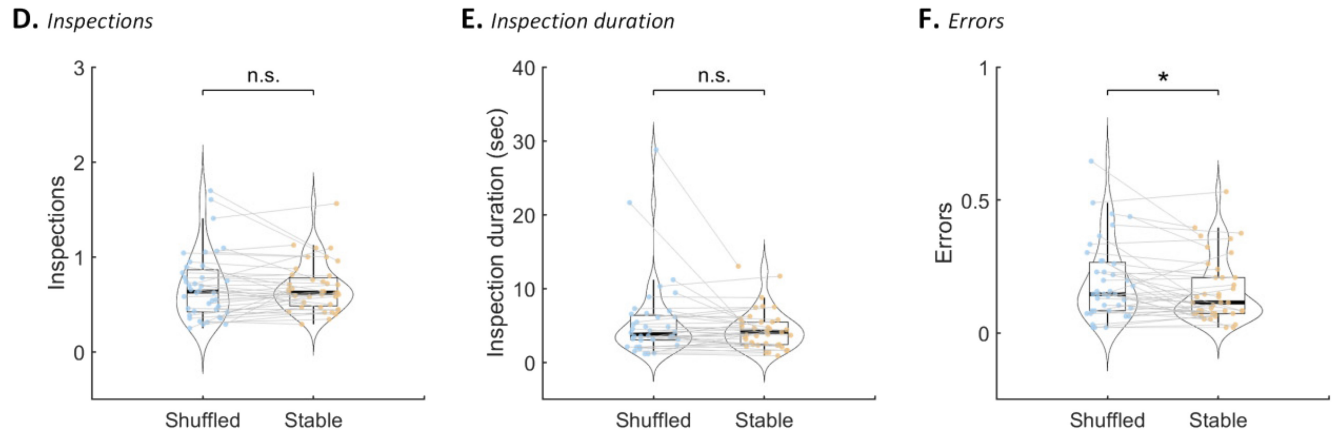 D. Inspections
3
2
1
0
Inspections
n.s.
Shuffled
Stable
E. Inspection duration
40
30
20
10
0
Inspection duration (sec)
n.s.
Shuffled
Stable
F. Errors
1
0.5
0
Errors
*
Shuffled
Stable